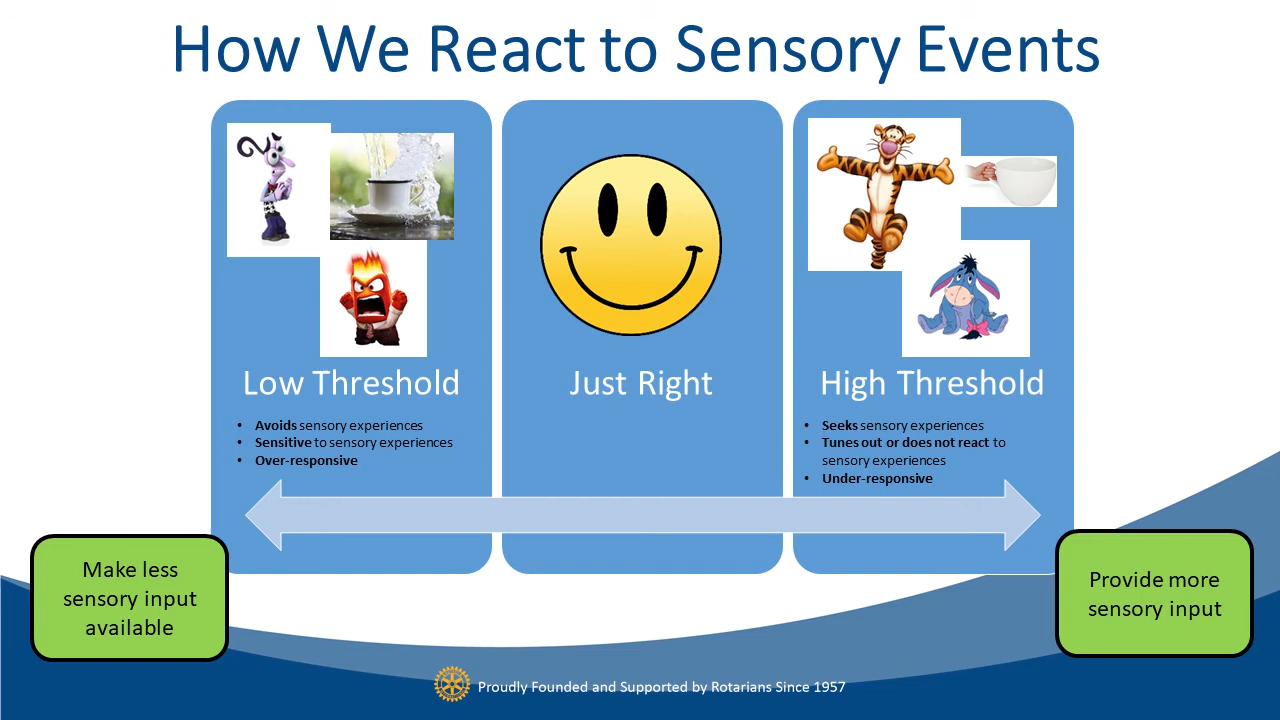 How We React to Sensory Events
Low Threshold
• Avoids sensory experiences
• Sensitive to sensory experiences
• Over-responsive
Just Right
High Threshold
• Seeks sensory experiences
• Tunes out or does not react to
sensory experiences
• Under-responsive
Make less
sensory input
available
Provide more
sensory input
Proudly Founded and Supported by Rotarians Since 1957